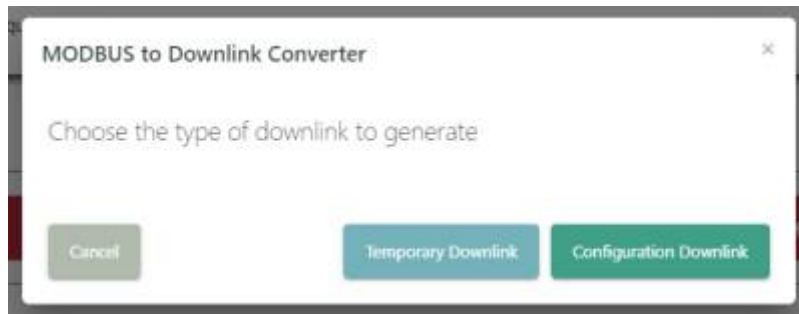 MODBUS to Downlink Converter
×
Choose the type of downlink to generate
Cancel
Temporary Downlink
Configuration Downlink